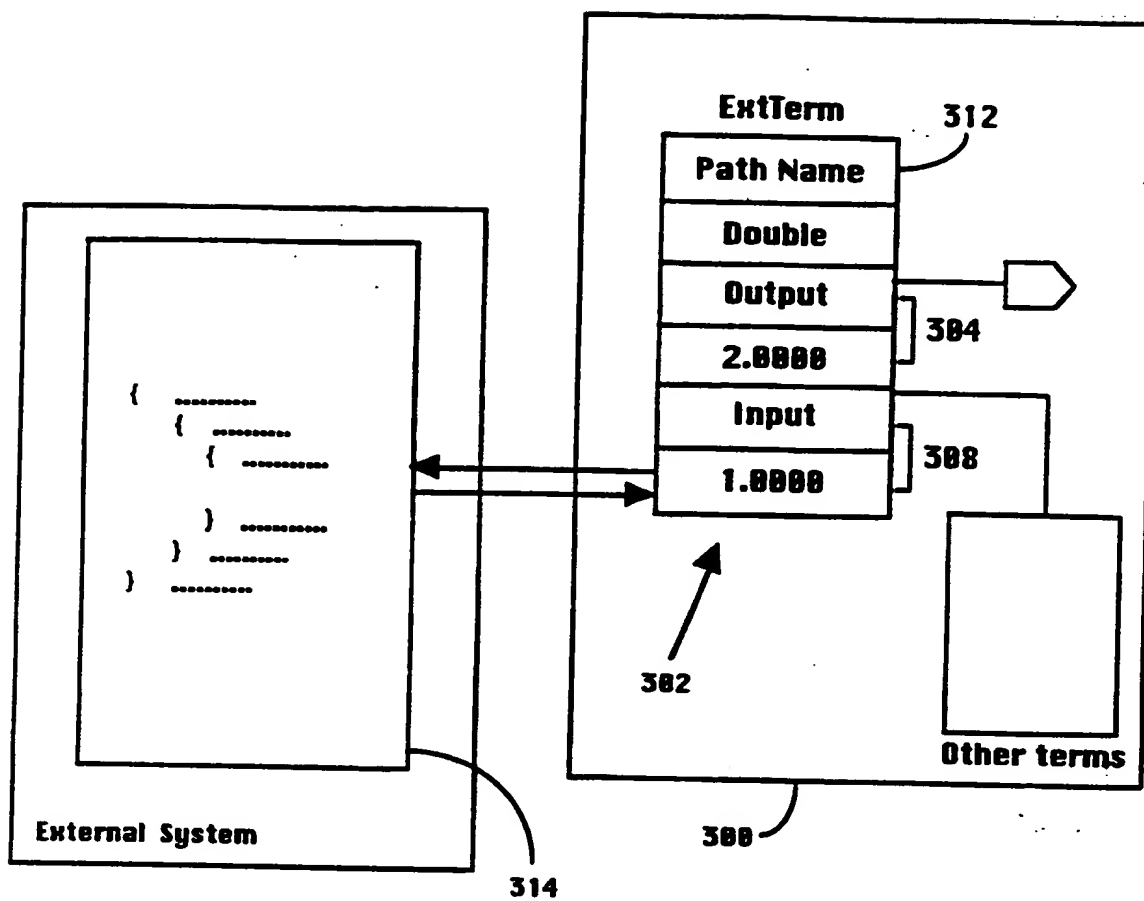 ExtTerm
312
Path Name
Double
Output
304
2.0000
Input
308
1.0000
{ ..........
{ ..........
{ ...........
} ...........
} ..........
} ..........
302
Other terms
300
External System
314